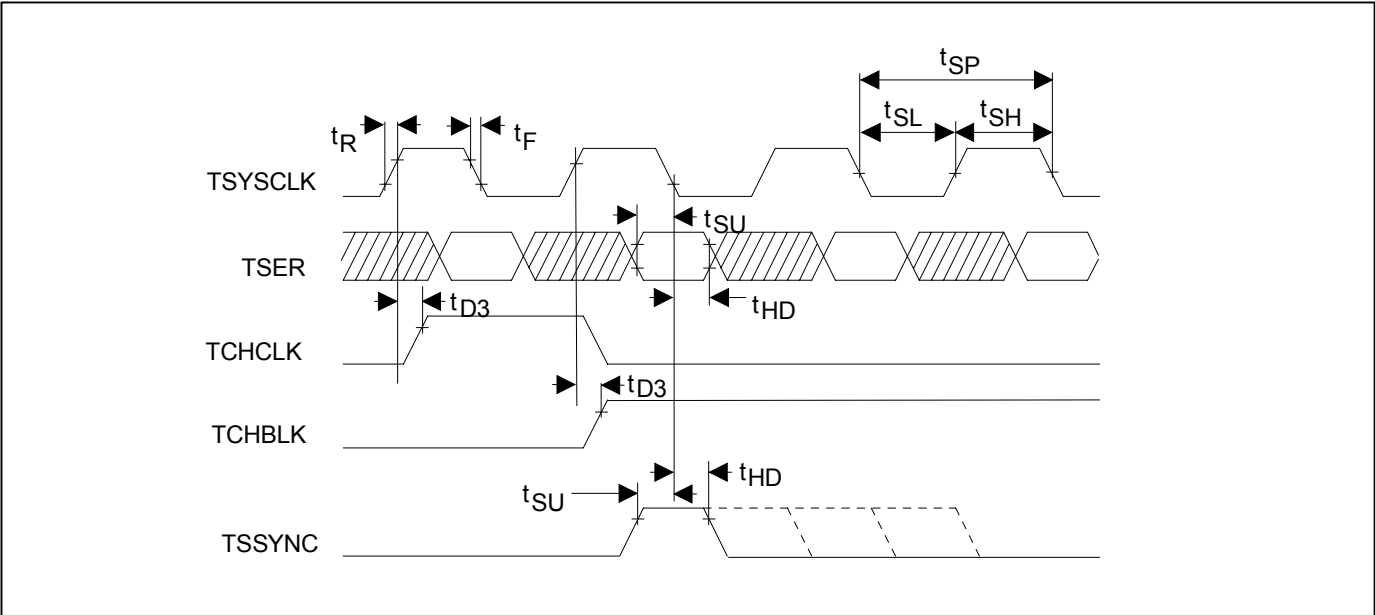 tSP
tSL tSH
tR tF
TSYSCLK
tSU
TSER
tD3 tHD
TCHCLK
tD3
TCHBLK
tHD
tSU
TSSYNC